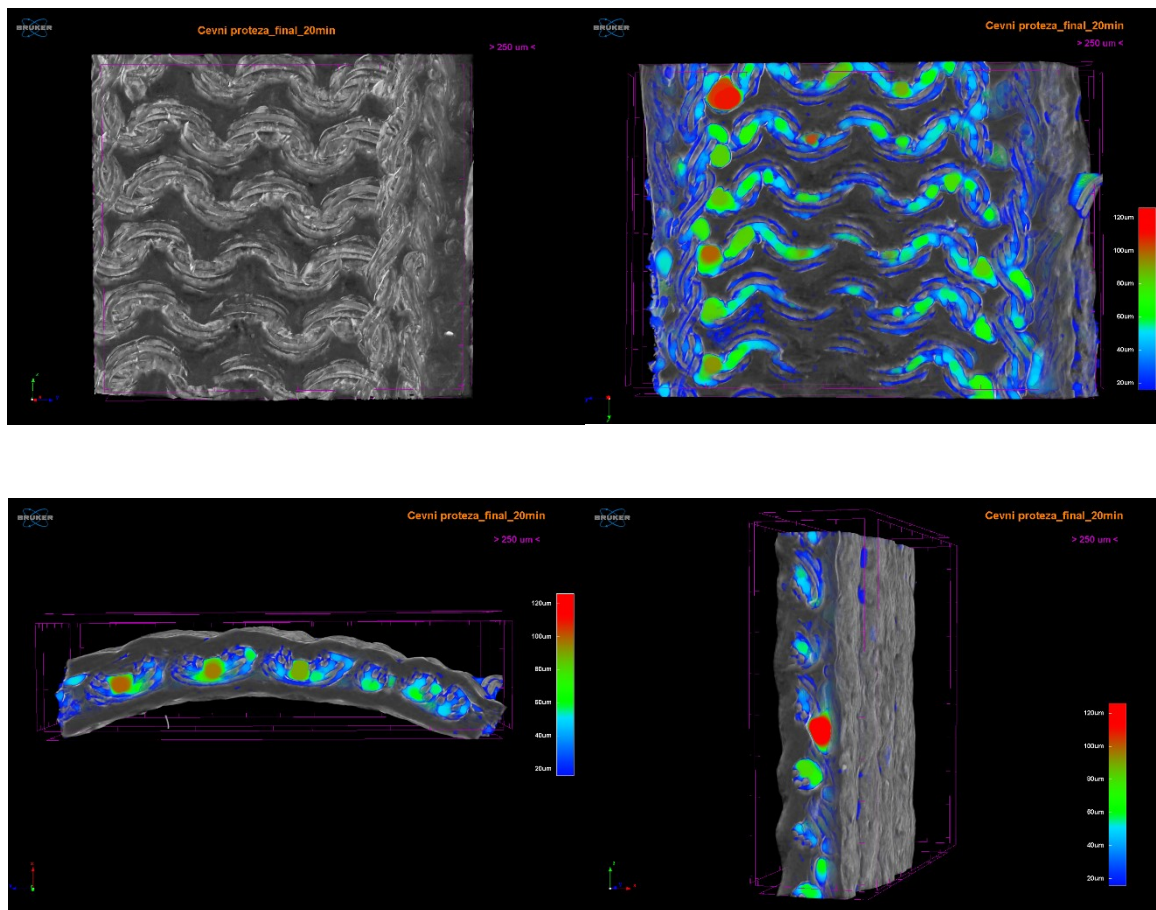 BRUKER
Cevni proteza_final_20min
> 250 um <
BRUKER
Cevni proteza_final_20min
> 250 um <
120um
100um
80um
60um
40um
20um
BRUKER
Cevni proteza_final_20min
> 250 um <
120um
100um
80um
60um
40um
20um
BRUKER
Cevni proteza_final_20min
> 250 um <
120um
100um
80um
60um
40um
20um